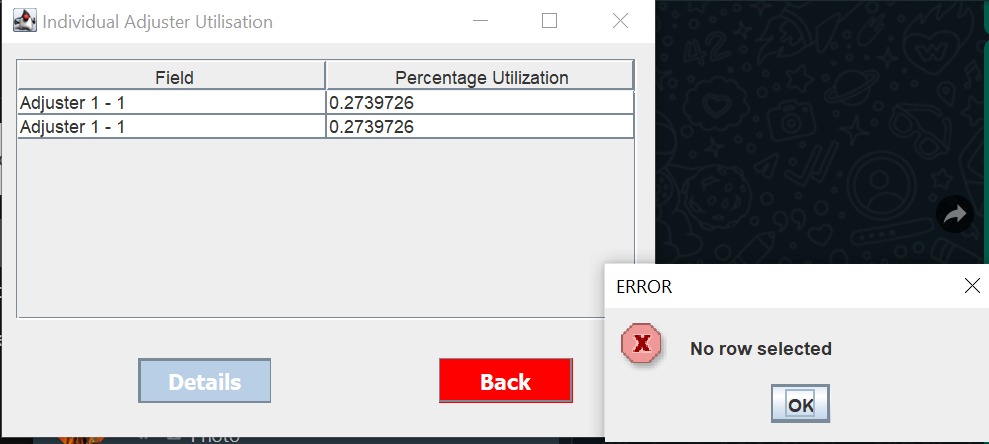 Individual Adjuster Utilisation
Field Percentage Utilization
Adjuster 1 - 1 0.2739726
Adjuster 1 - 1 0.2739726
ERROR
No row selected
OK
Details Back
Photo